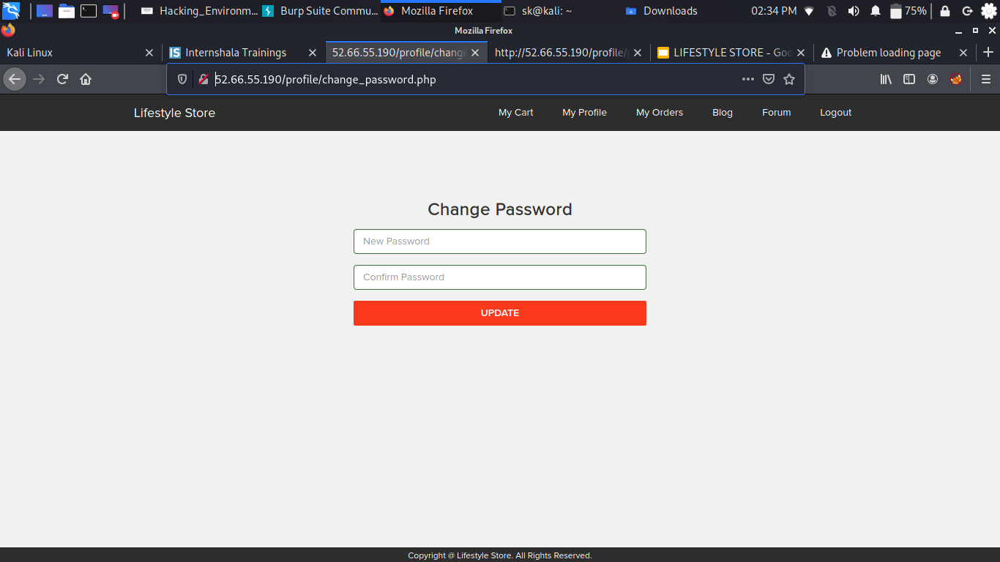 Hacking_Environm... Burp Suite Commu... Mozilla Firefox sk@kali: ~ Downloads 02:34 PM 75%
Mozilla Firefox
Kali Linux IS Internshala Trainings 52.66.55.190/profile/change http://52.66.55.190/profile/ LIFESTYLE STORE - Goo Problem loading page
52.66.55.190/profile/change_password.php
Lifestyle Store My Cart My Profile My Orders Blog Forum Logout
Change Password
New Password
Confirm Password
UPDATE
Copyright @ Lifestyle Store. All Rights Reserved.